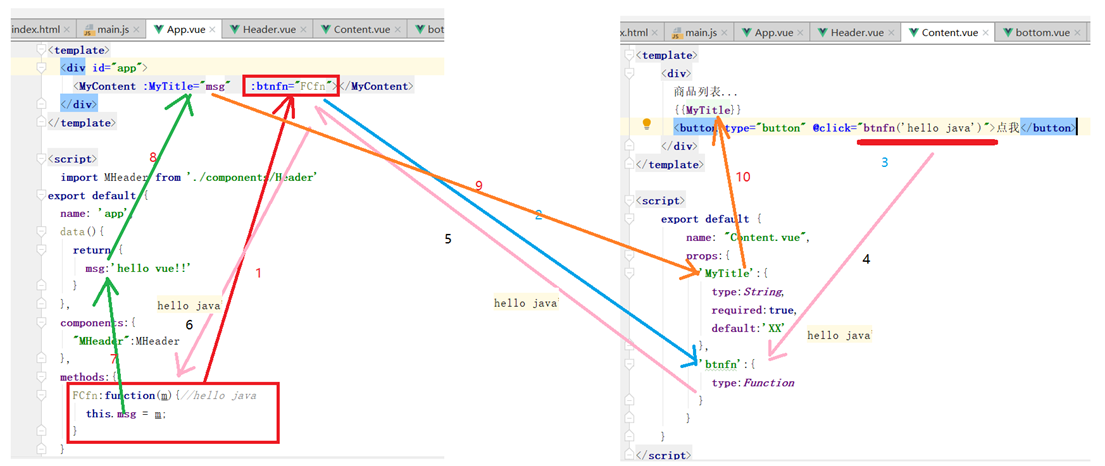 index.html main.js App.vue Header.vue Content.vue bot
<template>
<div id="app">
<MyContent :MyTitle="msg" :btnfn="FCfn"></MyContent>
</div>
</template>
8
<script>
import MHeader from './components/Header'
export default {
name: 'app',
data(){
return {
msg:'hello vue!!'
}
},
1
hello java
6
components:{
"MHeader":MHeader
},
7
methods:{
FCfn:function(m){//hello java
this.msg = m;
}
}
9
2
5
hello java
x.html main.js App.vue Header.vue Content.vue bottom.vue
<template>
<div>
商品列表...
{{MyTitle}}
<button type="button" @click="btnfn('hello java')">点我</button>
</div>
3
</template>
10
<script>
export default {
name: "Content.vue",
props:{
4
'MyTitle':{
type:String,
required:true,
default:'XX'
hello java
},
'btnfn':{
type:Function
}
}
}
</script>